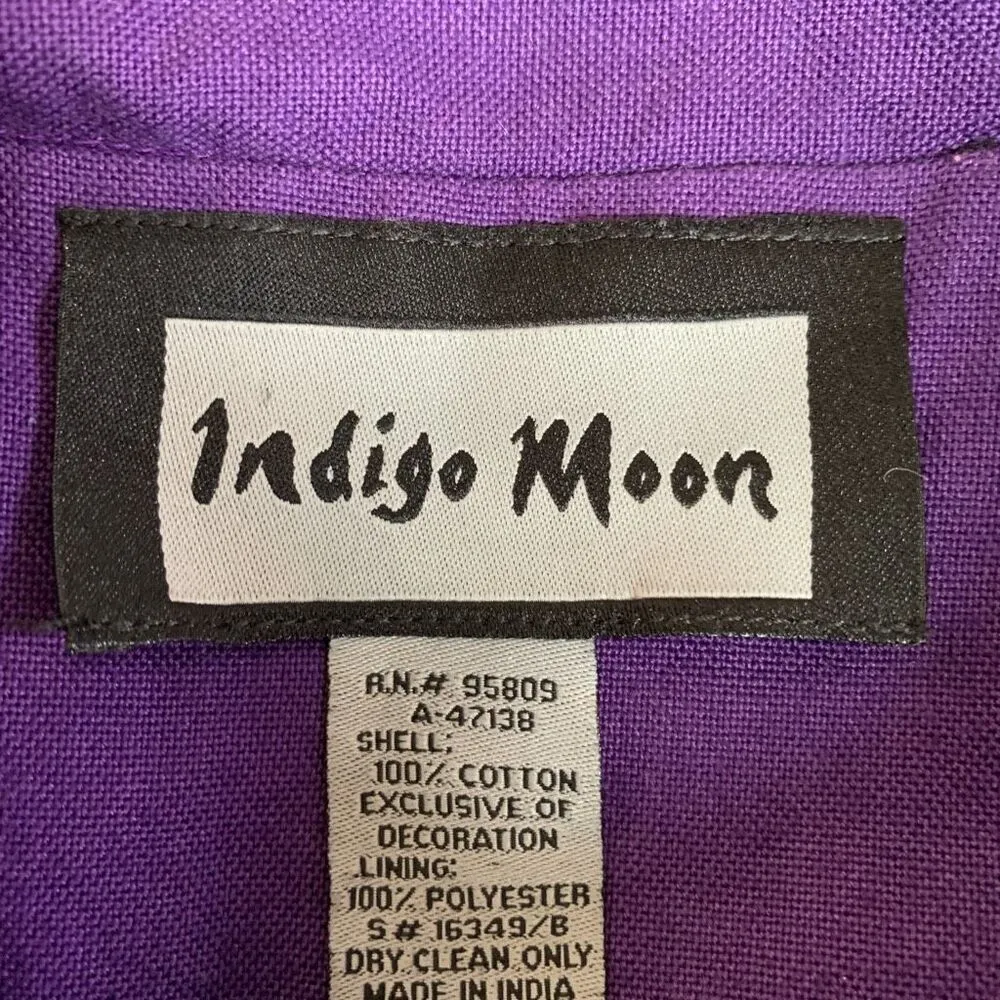 Indigo Moon
R.N.# 95809
A-47138
SHELL:
100% COTTON
EXCLUSIVE OF
DECORATION
LINING:
100% POLYESTER
S# 16349/B
DRY CLEAN ONLY
MADE IN INDIA